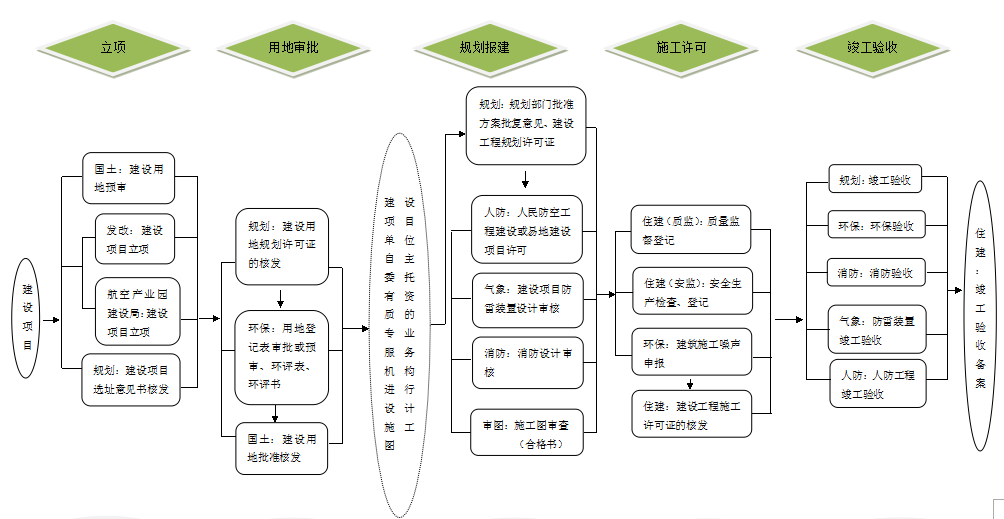 立项
用地审批
规划报建
施工许可
竣工验收
建
设
项
目
国土：建设用
地预审
发改：建设
项目立项
航空产业园
建设局：建设
项目立项
规划：建设项目
选址意见书核发
规划：建设用
地规划许可证
的核发
环保：用地登
记表审批或预
审、环评表、
环评书
国土：建设用
地批准核发
建设
项目
单位
自主
委托
有资
质的
专业
服务
机构
进行
设计
施工
图
规划：规划部门批准
方案批复意见、建设
工程规划许可证
人防：人民防空工
程建设或易地建设
项目许可
气象：建设项目防
雷装置设计审核
消防：消防设计审
核
审图：施工图审查
（合格书）
住建（质监）：质量监
督登记
住建（安监）：安全生
产检查、登记
环保：建筑施工噪声
申报
住建：建设工程施工
许可证的核发
规划：竣工验收
环保：环保验收
消防：消防验收
气象：防雷装置
竣工验收
人防：人防工程
竣工验收
住
建
：
竣
工
验
收
备
案